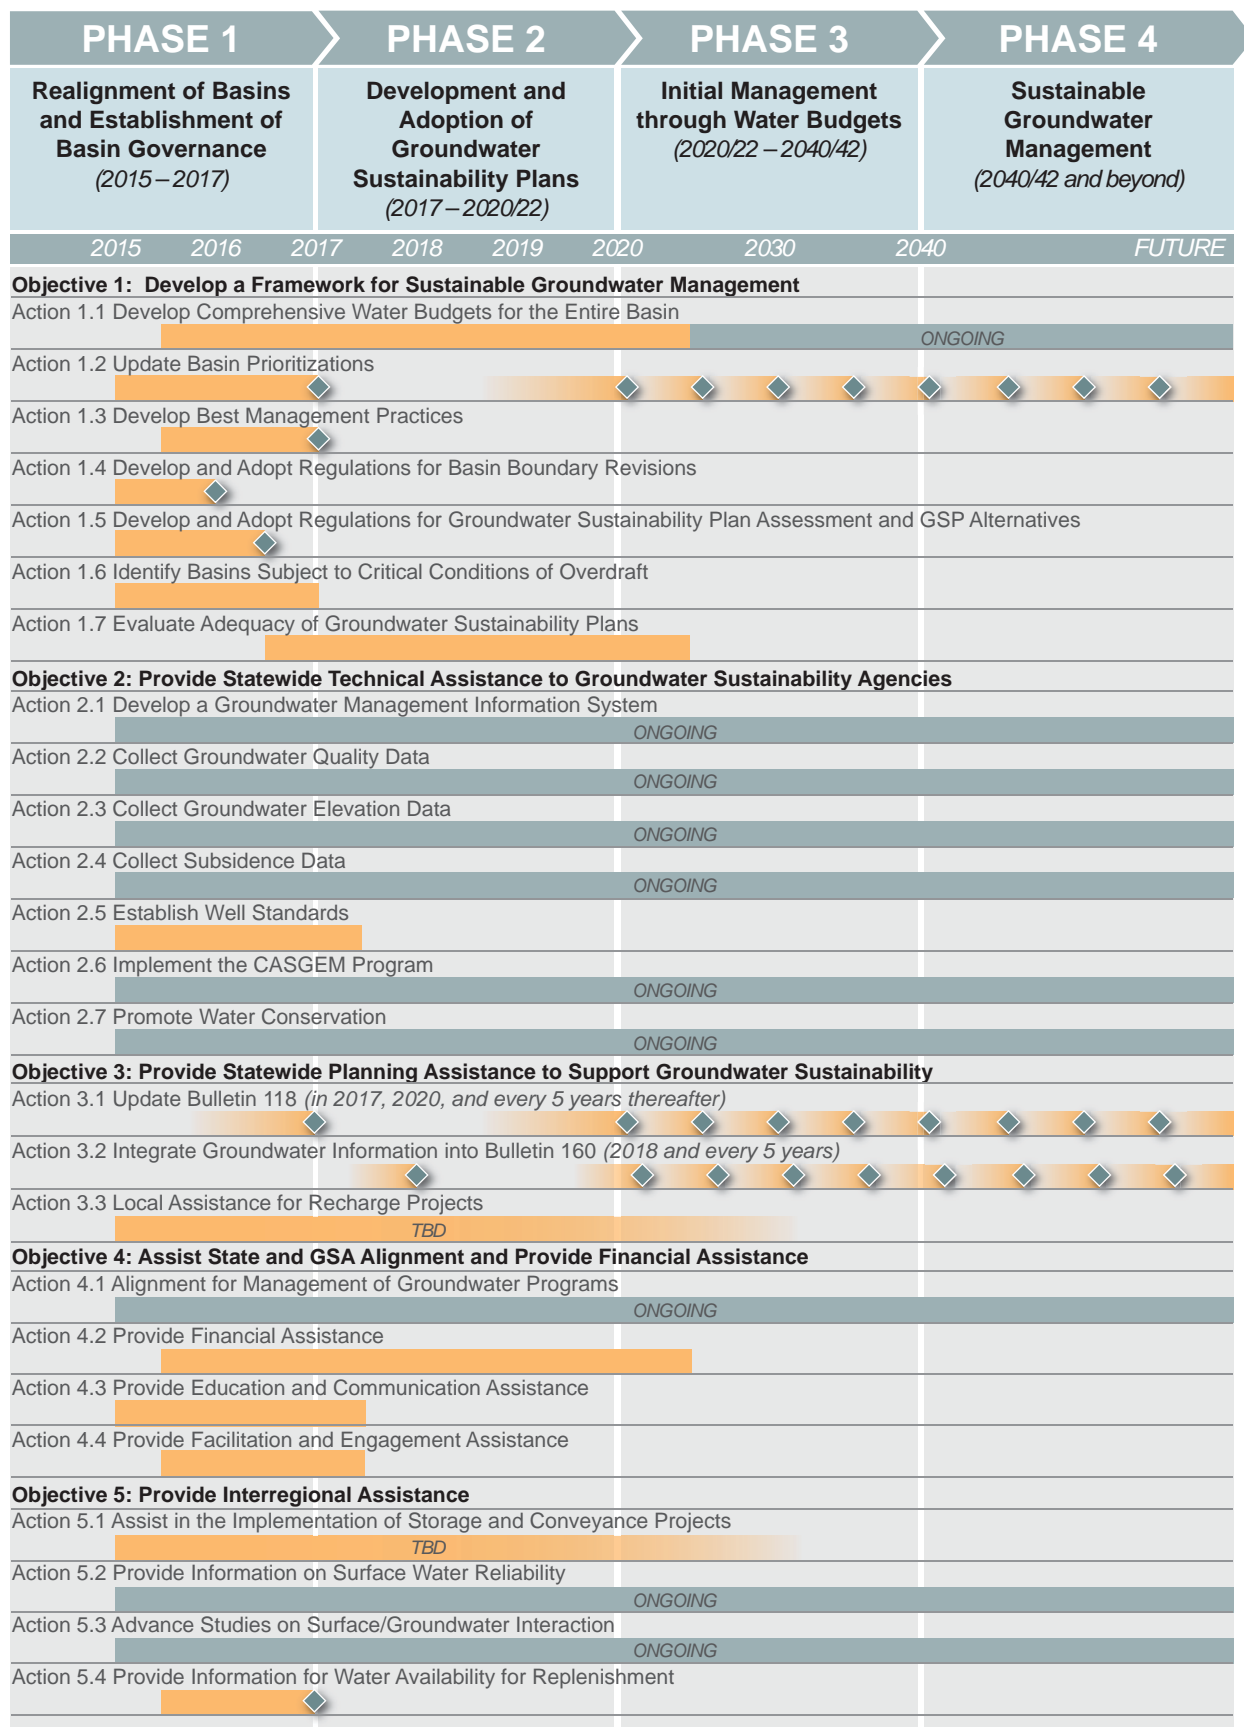 PHASE 1
PHASE 2
PHASE 3
PHASE 4
Realignment of Basins
and Establishment of
Basin Governance
(2015 – 2017)
Development and
Adoption of
Groundwater
Sustainability Plans
(2017 – 2020/22)
Initial Management
through Water Budgets
(2020/22 – 2040/42)
Sustainable
Groundwater
Management
(2040/42 and beyond)
2015 2016 2017 2018 2019 2020 2030 2040 FUTURE
Objective 1: Develop a Framework for Sustainable Groundwater Management
Action 1.1 Develop Comprehensive Water Budgets for the Entire Basin
ONGOING
Action 1.2 Update Basin Prioritizations
Action 1.3 Develop Best Management Practices
Action 1.4 Develop and Adopt Regulations for Basin Boundary Revisions
Action 1.5 Develop and Adopt Regulations for Groundwater Sustainability Plan Assessment and GSP Alternatives
Action 1.6 Identify Basins Subject to Critical Conditions of Overdraft
Action 1.7 Evaluate Adequacy of Groundwater Sustainability Plans
Objective 2: Provide Statewide Technical Assistance to Groundwater Sustainability Agencies
Action 2.1 Develop a Groundwater Management Information System
ONGOING
Action 2.2 Collect Groundwater Quality Data
ONGOING
Action 2.3 Collect Groundwater Elevation Data
ONGOING
Action 2.4 Collect Subsidence Data
ONGOING
Action 2.5 Establish Well Standards
Action 2.6 Implement the CASGEM Program
ONGOING
Action 2.7 Promote Water Conservation
ONGOING
Objective 3: Provide Statewide Planning Assistance to Support Groundwater Sustainability
Action 3.1 Update Bulletin 118 (in 2017, 2020, and every 5 years thereafter)
Action 3.2 Integrate Groundwater Information into Bulletin 160 (2018 and every 5 years)
Action 3.3 Local Assistance for Recharge Projects
TBD
Objective 4: Assist State and GSA Alignment and Provide Financial Assistance
Action 4.1 Alignment for Management of Groundwater Programs
ONGOING
Action 4.2 Provide Financial Assistance
Action 4.3 Provide Education and Communication Assistance
Action 4.4 Provide Facilitation and Engagement Assistance
Objective 5: Provide Interregional Assistance
Action 5.1 Assist in the Implementation of Storage and Conveyance Projects
TBD
Action 5.2 Provide Information on Surface Water Reliability
ONGOING
Action 5.3 Advance Studies on Surface/Groundwater Interaction
ONGOING
Action 5.4 Provide Information for Water Availability for Replenishment